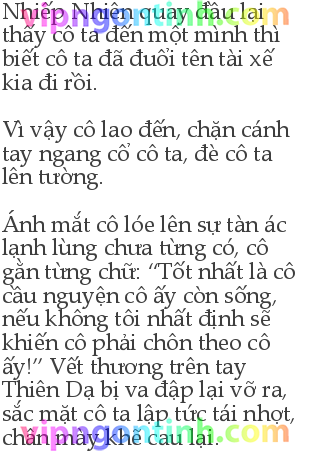 Nhiếp Nhiên quay đầu lại
thấy cô ta đến một mình thì
biết cô ta đã đuổi tên tài xế
kia đi rồi.
Vì vậy cô lao đến, chặn cánh
tay ngang cổ cô ta, đè cô ta
lên tường.
Ánh mắt cô lóe lên sự tàn ác
lạnh lùng chưa từng có, cô
gằn từng chữ: “Tốt nhất là cô
cầu nguyện cô ấy còn sống,
nếu không tôi nhất định sẽ
khiến cô phải chôn theo cô
ấy!” Vết thương trên tay
Thiên Dạ bị va đập lại vỡ ra,
sắc mặt cô ta lập tức tái nhợt,
chân mày khẽ cau lại.
vipngontinh.com
vipngontinh.com